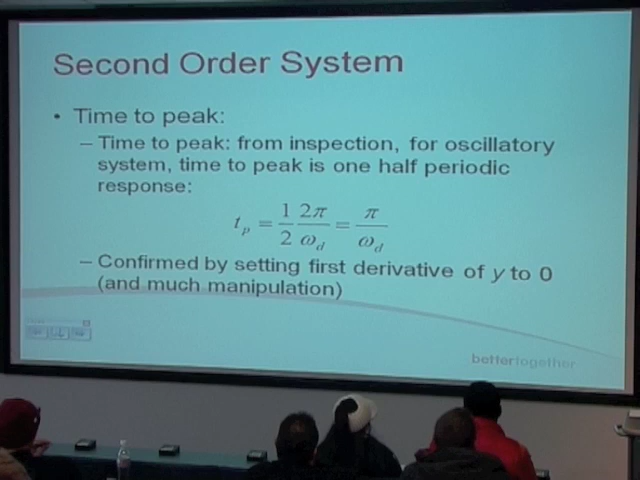 Second Order System
• Time to peak:
– Time to peak: from inspection, for oscillatory
system, time to peak is one half periodic
response:
t_p = 1/2 2π/ω_d = π/ω_d
– Confirmed by setting first derivative of y to 0
(and much manipulation)
bettertogether